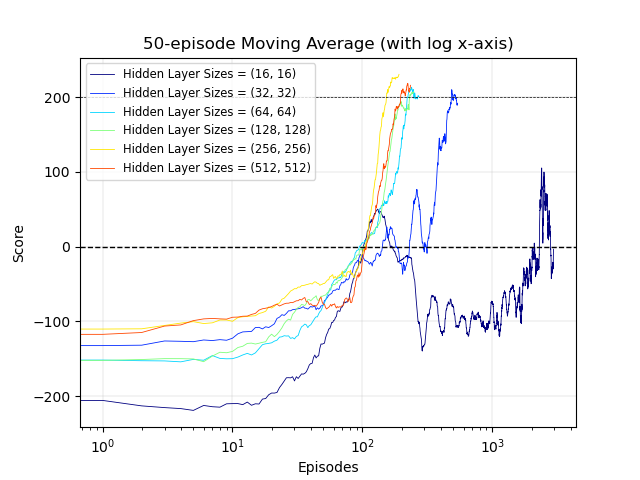 50-episode Moving Average (with log x-axis)
Hidden Layer Sizes = (16, 16)
Hidden Layer Sizes = (32, 32)
Hidden Layer Sizes = (64, 64)
Hidden Layer Sizes = (128, 128)
Hidden Layer Sizes = (256, 256)
Hidden Layer Sizes = (512, 512)
200
100
0
−100
−200
Score
10⁰ 10¹ 10² 10³
Episodes